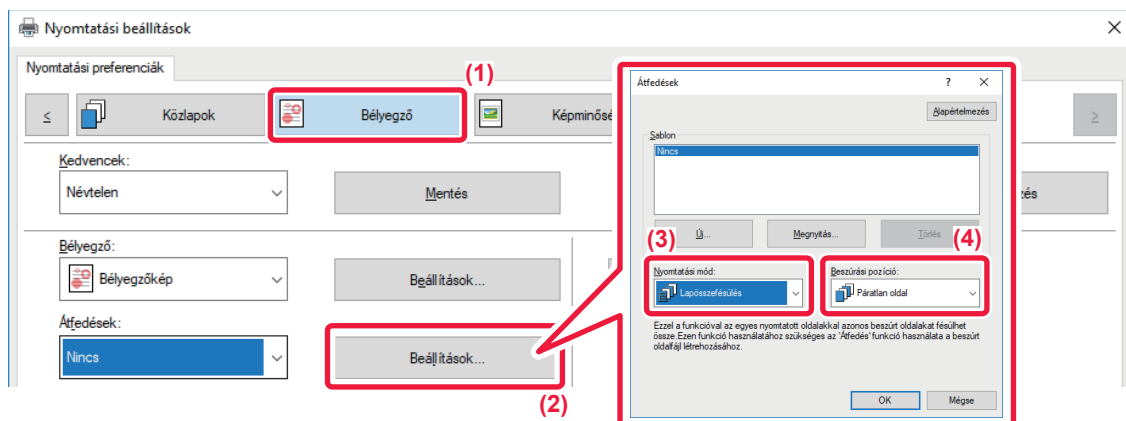 Nyomtatási beállítások
Nyomtatási preferenciák
(1)
≤
Közlapok
Bélyegző
≥
Kedvencek:
Névtelen
Mentés
Bélyegző:
Bélyegzőkép
Beállítások...
Átfedések:
Nincs
Beállítások...
(2)
Átfedések
?
Alapértelmezés
Sablon
Nincs
Új...
Megnyitás...
Törlés
(3)
(4)
Nyomtatási mód:
Beszúrási pozíció:
Lapösszefésülés
Páratlan oldal
Ezzel a funkcióval az egyes nyomtatott oldalakkal azonos beszúrt oldalakat fésülhet
össze.Ezen funkció használatához szükséges az 'Átfedés' funkció használata a beszúrt
oldalfájl létrehozásához.
OK
Mégse